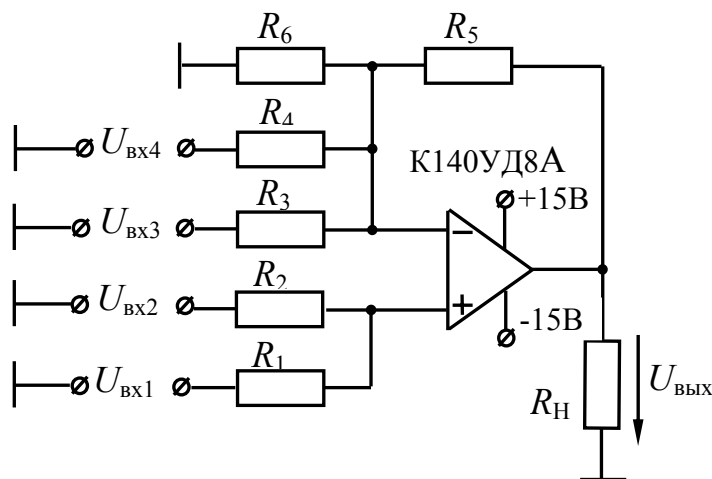 R6
R5
Uвх4
R4
К140УД8А
+15В
Uвх3
R3
−
Uвх2
R2
+
-15В
Uвх1
R1
RН
Uвых